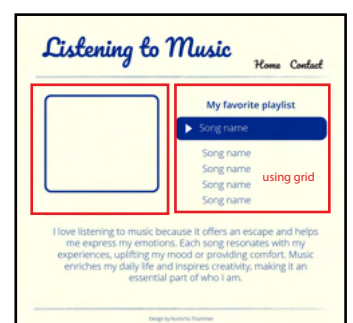 Listening to Music
Home Contact
My favorite playlist
Song name
Song name
Song name
Song name
using grid
Song name
I love listening to music because it offers an escape and helps
me express my emotions. Each song resonates with my
experiences, uplifting my mood or providing comfort. Music
enriches my daily life and inspires creativity, making it an
essential part of who I am.
Design by